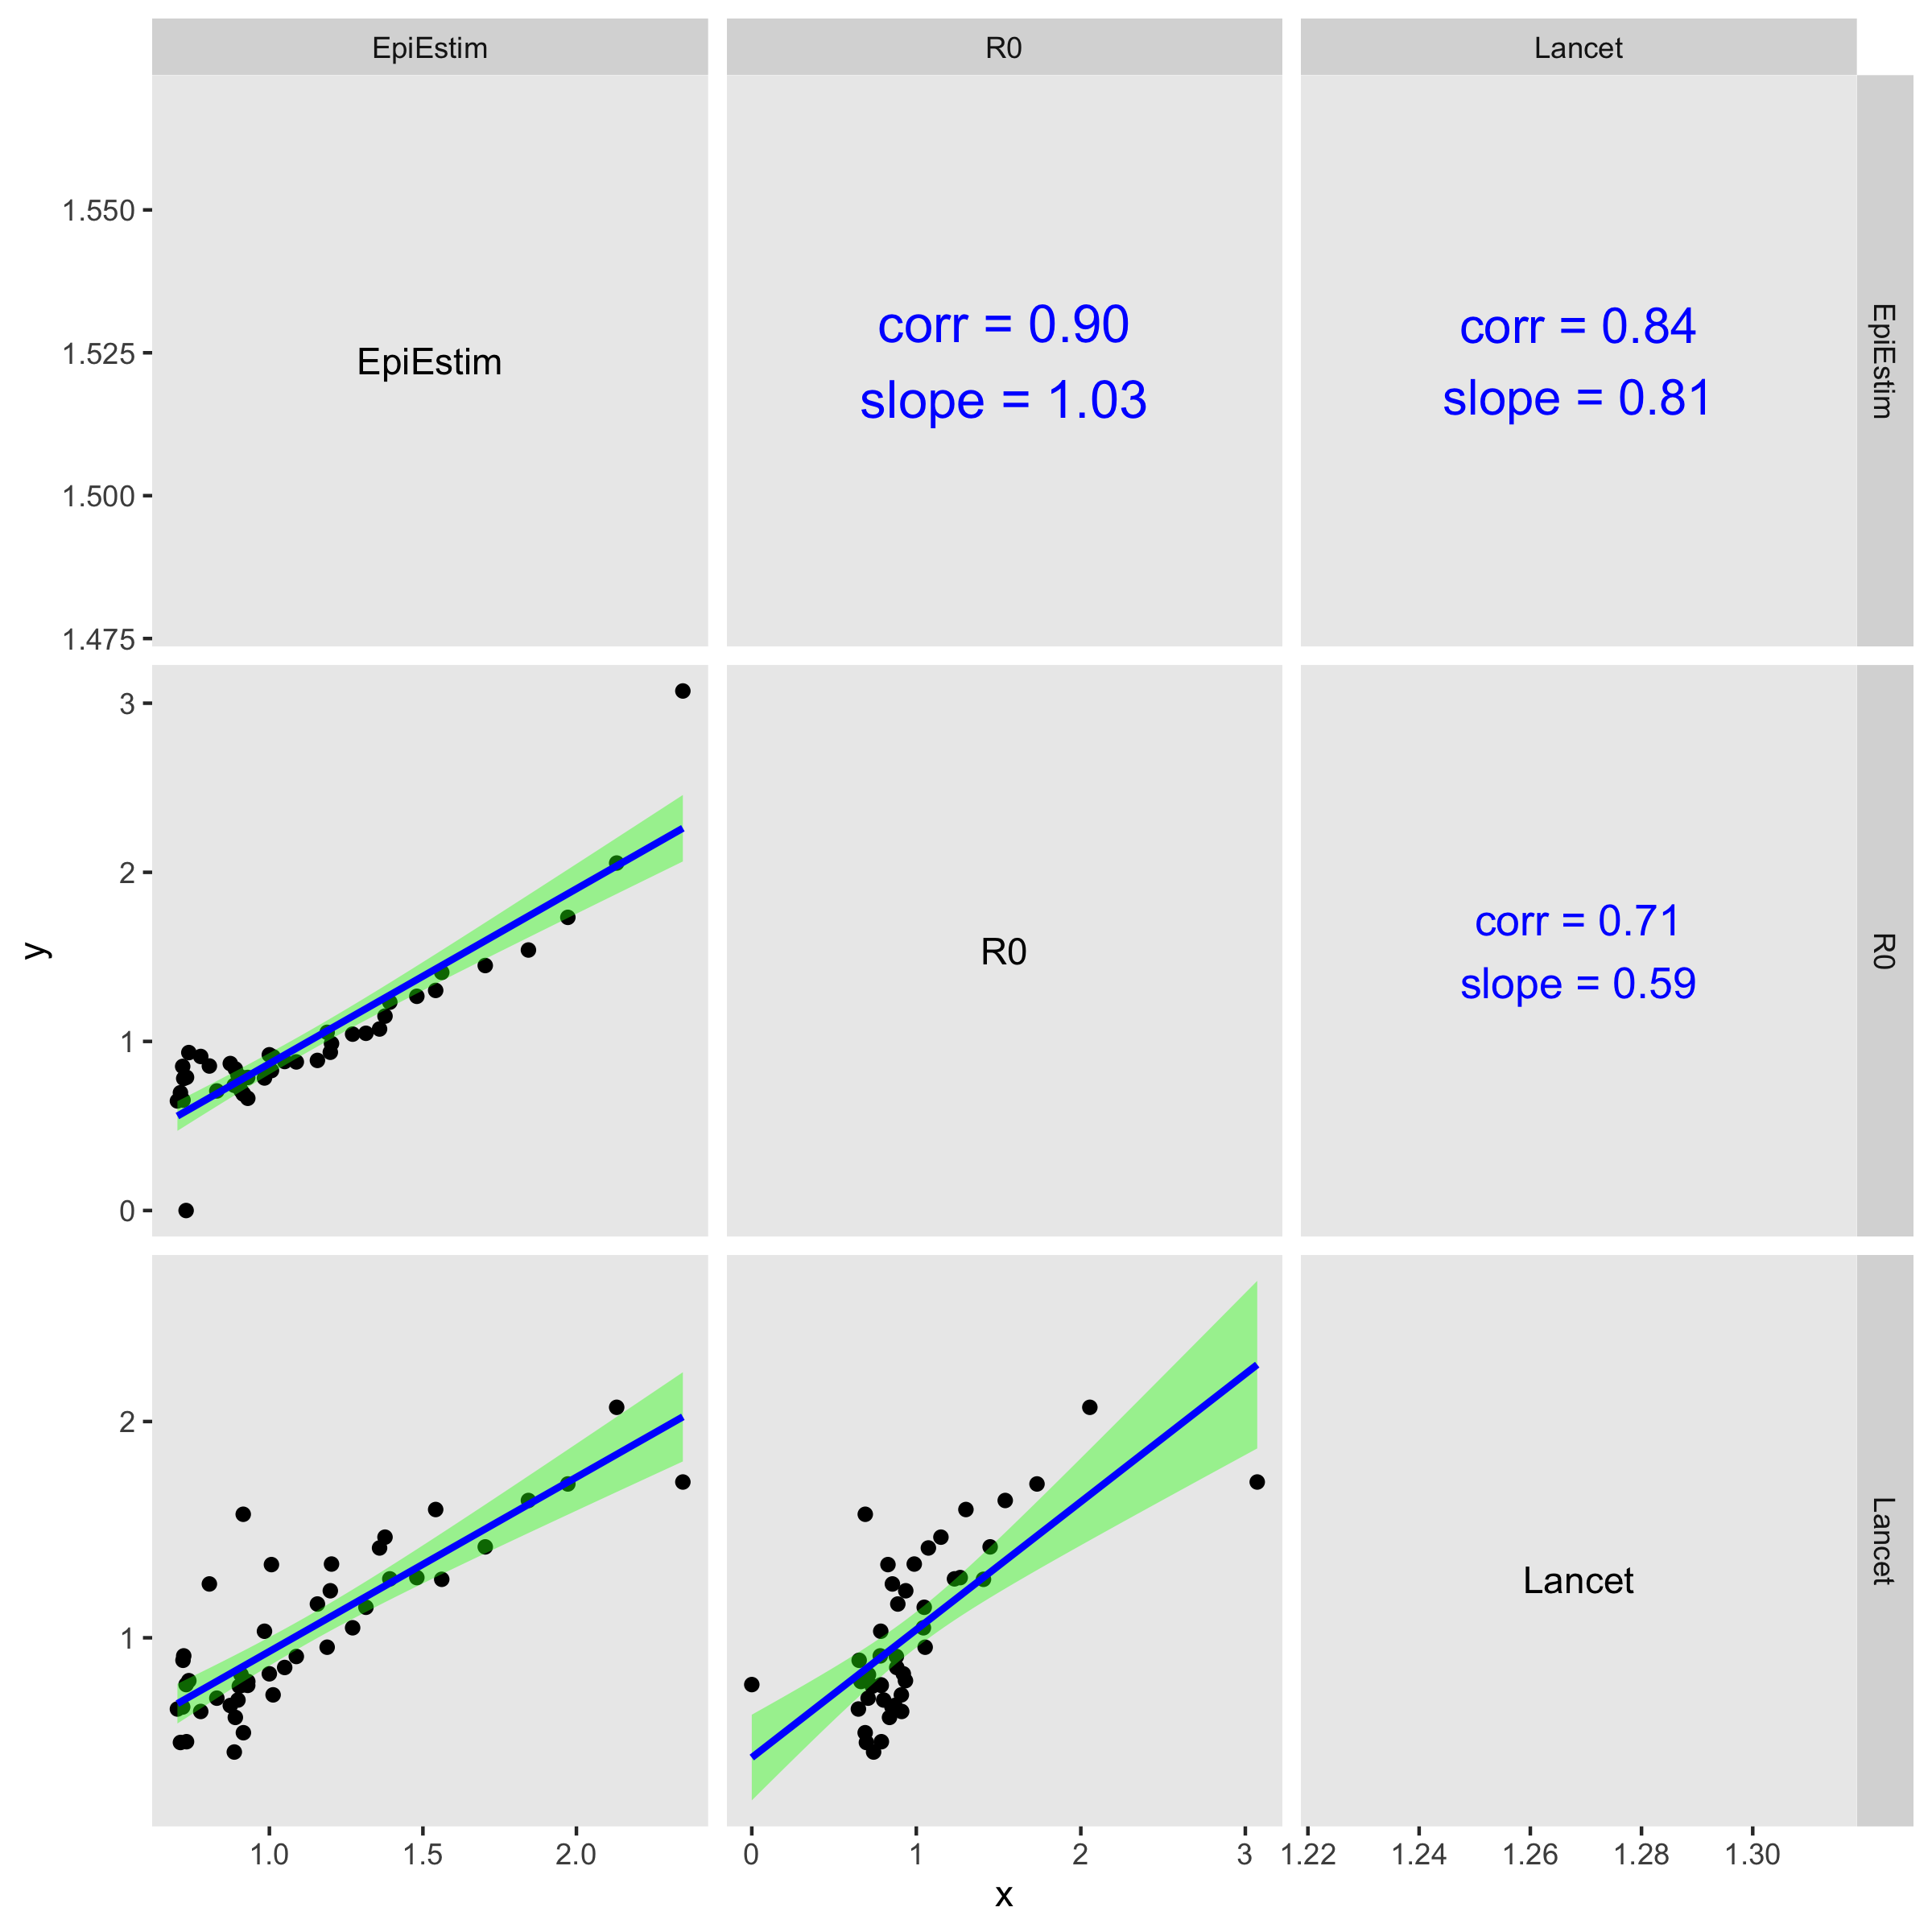 EpiEstim
R0
Lancet
1.550
1.525
1.500
1.475
EpiEstim
corr = 0.90
slope = 1.03
corr = 0.84
slope = 0.81
EpiEstim
3
2
1
0
y
R0
corr = 0.71
slope = 0.59
R0
2
1
Lancet
Lancet
1.0
1.5
2.0
0
1
2
3
1.22
1.24
1.26
1.28
1.30
x